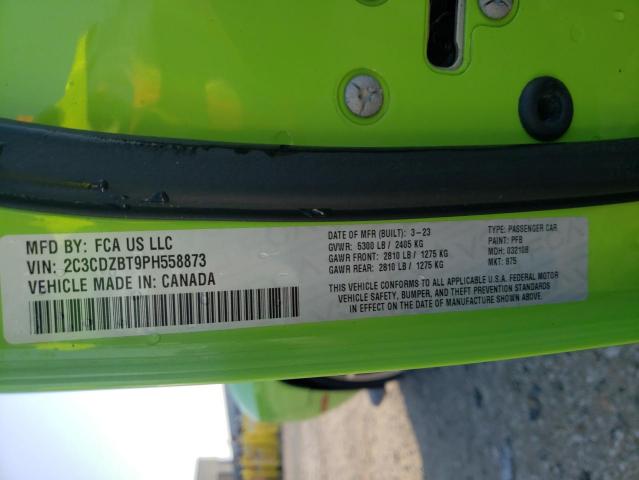 MFD BY: FCA US LLC
VIN: 2C3CDZBT9PH558873
VEHICLE MADE IN: CANADA
DATE OF MFR (BUILT): 3-23
GVWR: 5300 LB / 2405 KG
GAWR FRONT: 2810 LB / 1275 KG
GAWR REAR: 2810 LB / 1275 KG
TYPE: PASSENGER CAR
PAINT: PFB
MDH: 032108
MKT: 975
THIS VEHICLE CONFORMS TO ALL APPLICABLE U.S.A. FEDERAL MOTOR
VEHICLE SAFETY, BUMPER, AND THEFT PREVENTION STANDARDS
IN EFFECT ON THE DATE OF MANUFACTURE SHOWN ABOVE.